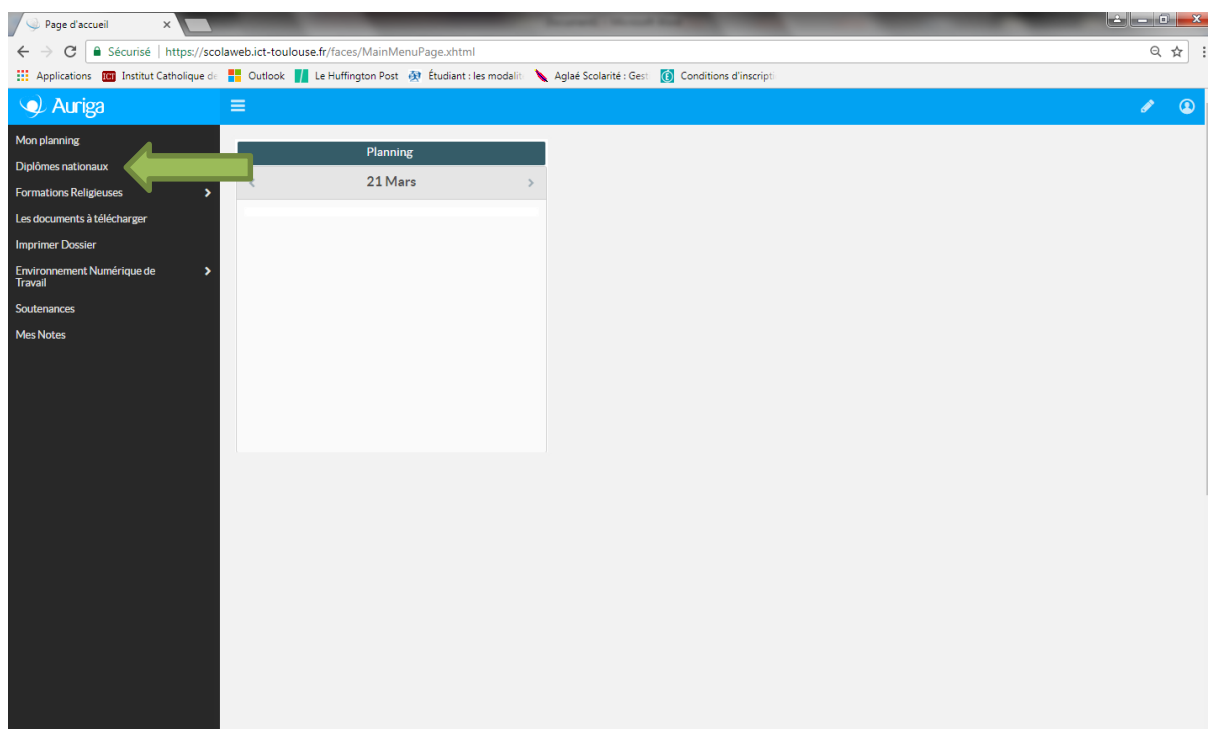 Page d'accueil
Sécurisé | https://scolaweb.ict-toulouse.fr/faces/MainMenuPage.xhtml
Applications ICT Institut Catholique de Outlook Le Huffington Post Étudiant : les modalit Aglaé Scolarité : Ges Conditions d'inscripti
Auriga
Mon planning
Diplômes nationaux
Formations Religieuses
Les documents à télécharger
Imprimer Dossier
Environnement Numérique de
Travail
Soutenances
Mes Notes
Planning
21 Mars